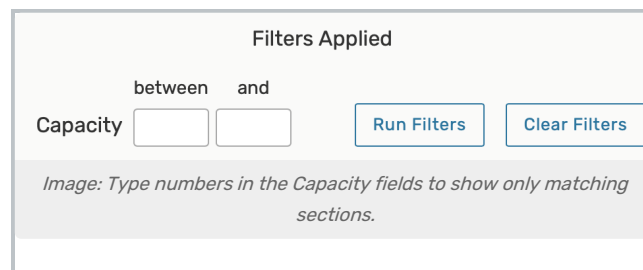 Filters Applied
between and
Capacity Run Filters Clear Filters
Image: Type numbers in the Capacity fields to show only matching
sections.